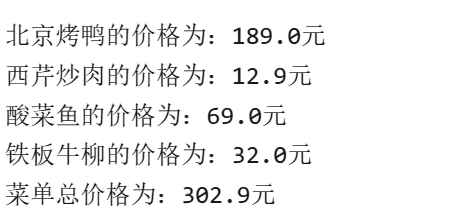 北京烤鸭的价格为：189.0元
西芹炒肉的价格为：12.9元
酸菜鱼的价格为：69.0元
铁板牛柳的价格为：32.0元
菜单总价格为：302.9元